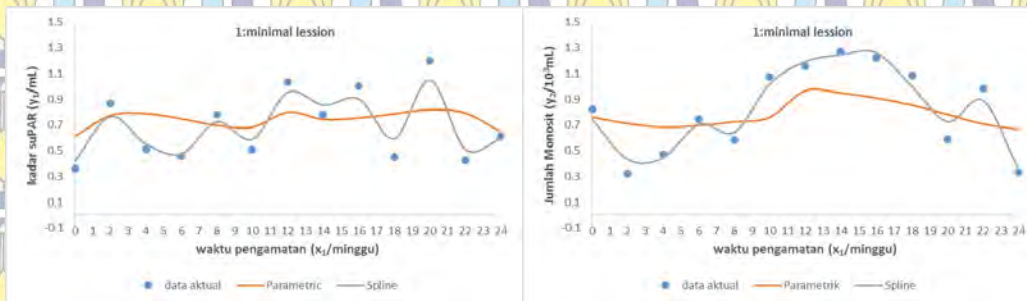 1:minimal lession
kadar suPAR (y₁/mL)
1.5
1.3
1.1
0.9
0.7
0.5
0.3
0.1
-0.1
0 1 2 3 4 5 6 7 8 9 10 11 12 13 14 15 16 17 18 19 20 21 22 23 24
waktu pengamatan (x₁/minggu)
data aktual Parametric Spline
1:minimal lession
Jumlah Monosit (y₂/10⁻³mL)
1.5
1.3
1.1
0.9
0.7
0.5
0.3
0.1
-0.1
0 1 2 3 4 5 6 7 8 9 10 11 12 13 14 15 16 17 18 19 20 21 22 23 24
waktu pengamatan (x₁/minggu)
data aktual Parametrik Spline